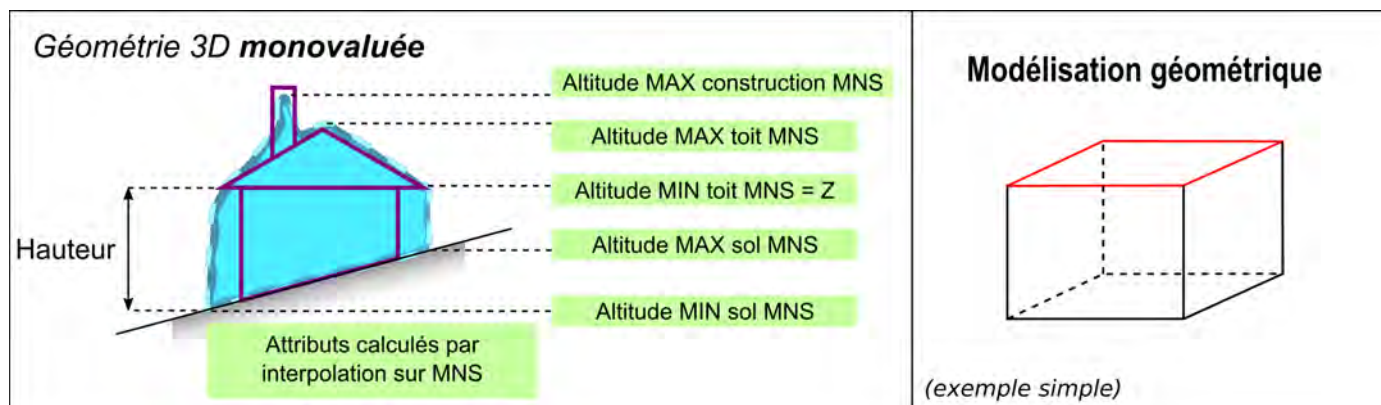 Géométrie 3D monovaluée
Altitude MAX construction MNS
Altitude MAX toit MNS
Altitude MIN toit MNS = Z
Hauteur
Altitude MAX sol MNS
Altitude MIN sol MNS
Attributs calculés par
interpolation sur MNS
Modélisation géométrique
(exemple simple)